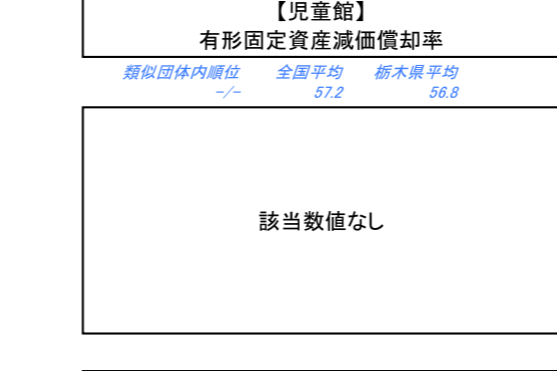 【児童館】
有形固定資産減価償却率
類似団体内順位 全国平均 栃木県平均
-/- 57.2 56.8
該当数値なし